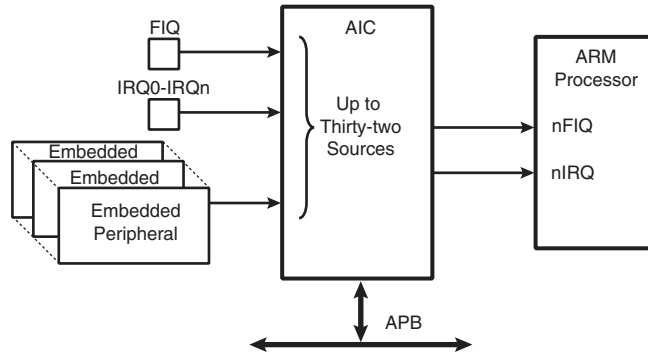 FIQ
IRQ0-IRQn
Embedded
Embedded
Embedded
Peripheral
AIC
Up to
Thirty-two
Sources
ARM
Processor
nFIQ
nIRQ
APB